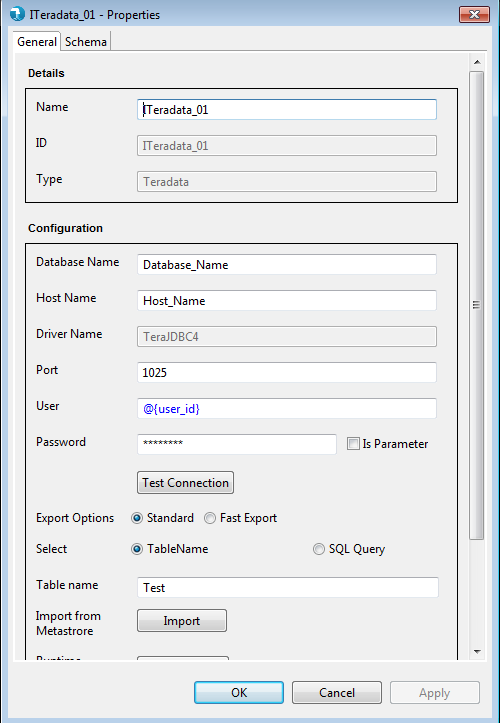 ITeradata_01 - Properties
General Schema
Details
Name ITeradata_01
ID ITeradata_01
Type Teradata
Configuration
Database Name Database_Name
Host Name Host_Name
Driver Name TeraJDBC4
Port 1025
User @{user_id}
Password ******** Is Parameter
Test Connection
Export Options Standard Fast Export
Select TableName SQL Query
Table name Test
Import from
Metastrore Import
Runtime
OK Cancel Apply